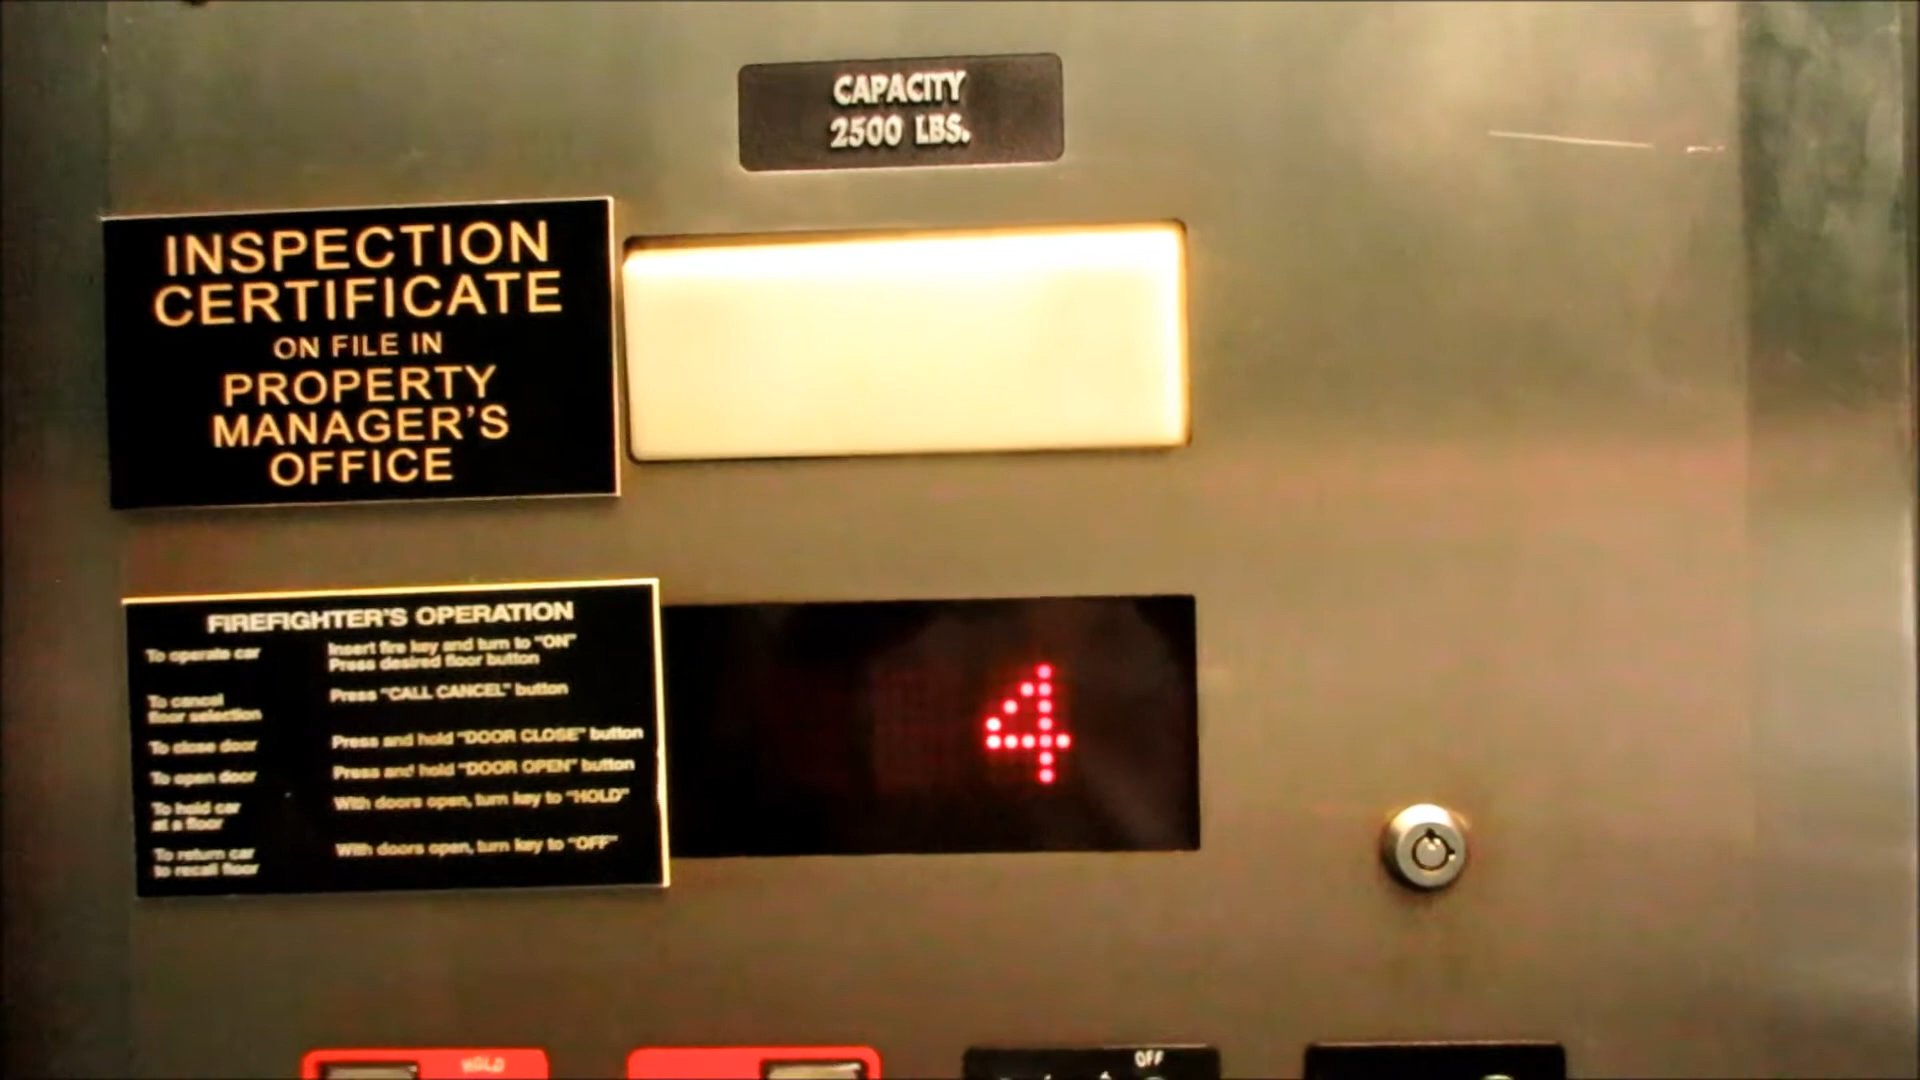 CAPACITY
2500 LBS.
INSPECTION
CERTIFICATE
ON FILE IN
PROPERTY
MANAGER'S
OFFICE
FIREFIGHTER'S OPERATION
To operate car Insert fire key and turn to "ON"
Press desired floor button
To cancel Press "CALL CANCEL" button
floor selection
To close door Press and hold "DOOR CLOSE" button
To open door Press and hold "DOOR OPEN" button
To hold car With doors open, turn key to "HOLD"
at a floor
To return car With doors open, turn key to "OFF"
to recall floor
4
HOLD
OFF